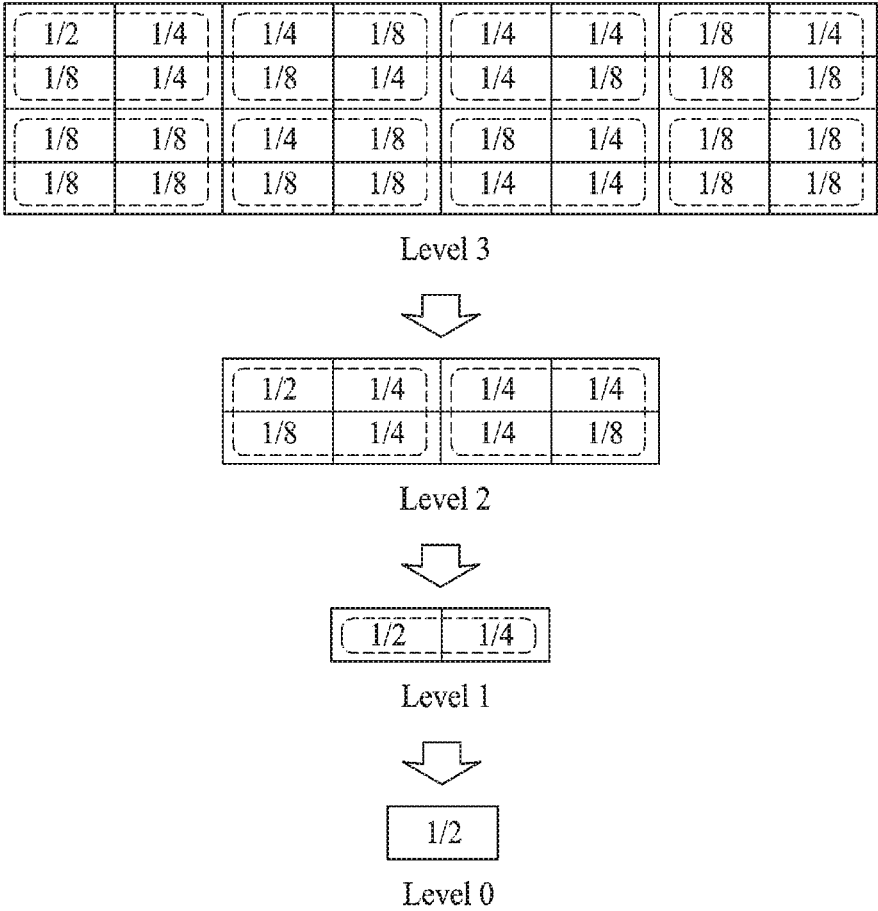 1/2 1/4 1/4 1/8 1/4 1/4 1/8 1/4
1/8 1/4 1/8 1/4 1/4 1/8 1/8 1/8
1/8 1/8 1/4 1/8 1/8 1/4 1/8 1/8
1/8 1/8 1/8 1/8 1/4 1/4 1/8 1/8
Level 3
1/2 1/4 1/4 1/4
1/8 1/4 1/4 1/8
Level 2
1/2 1/4
Level 1
1/2
Level 0